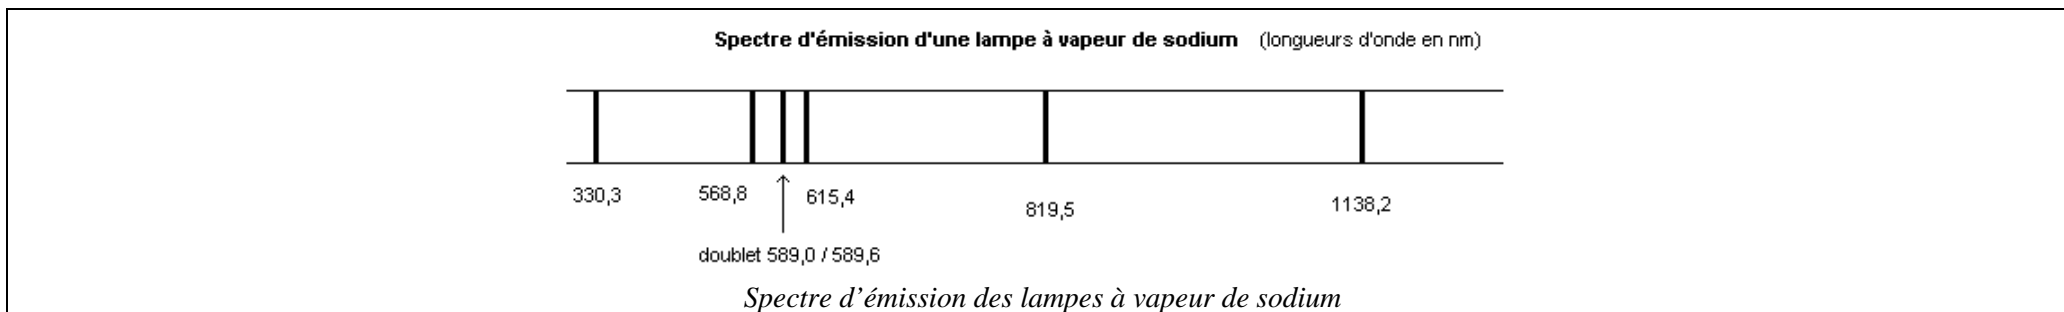 Spectre d'émission d'une lampe à vapeur de sodium (longueurs d'onde en nm)
330,3 568,8 615,4 819,5 1138,2
doublet 589,0 / 589,6
Spectre d’émission des lampes à vapeur de sodium